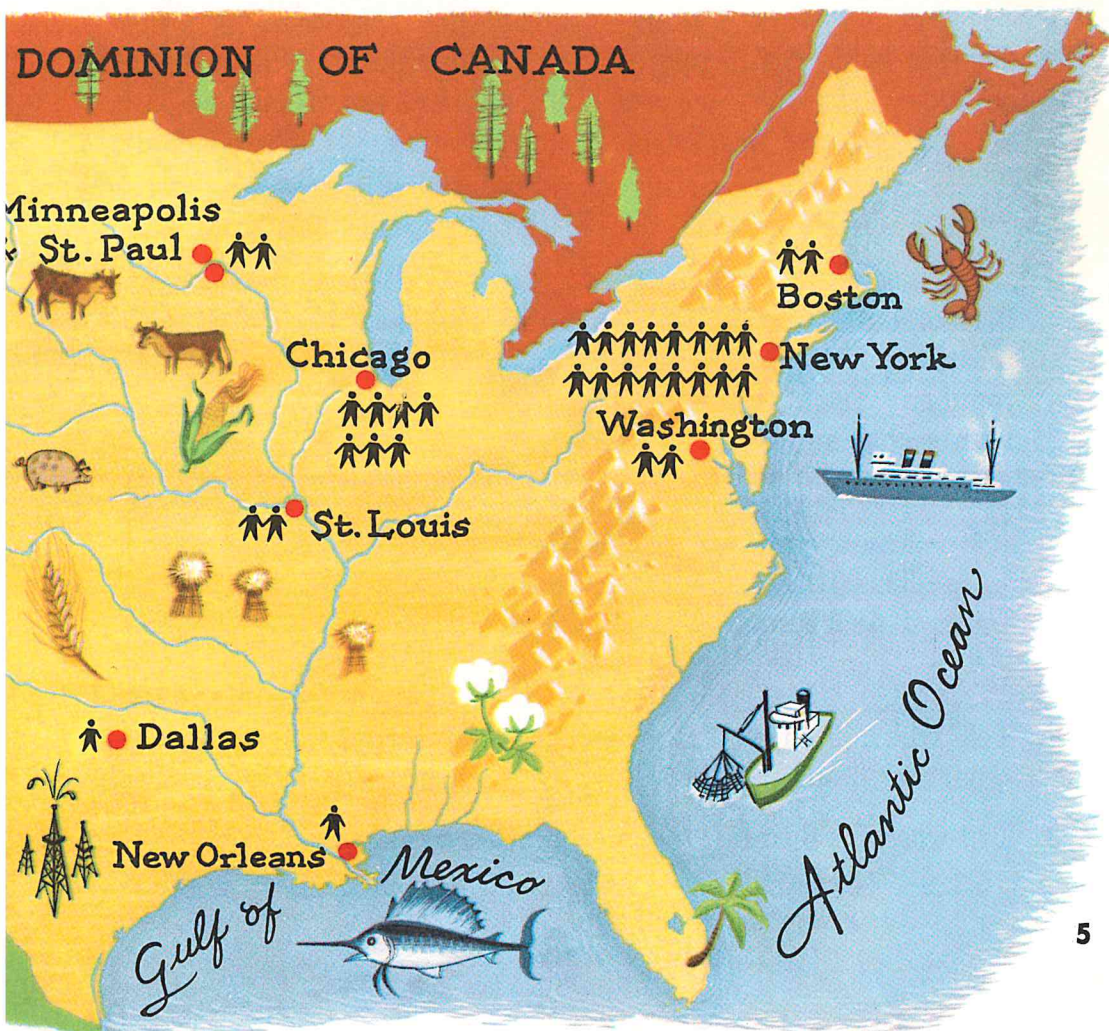 DOMINION OF CANADA
Minneapolis
& St. Paul
Boston
Chicago
New York
Washington
St. Louis
Dallas
New Orleans
Gulf of Mexico
Atlantic Ocean
5